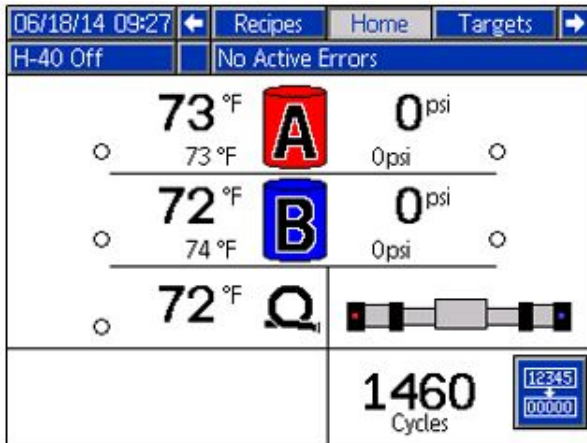 06/18/14 09:27 Recipes Home Targets
H-40 Off No Active Errors
73 °F A 0 psi
73 °F 0psi
72 °F B 0 psi
74 °F 0psi
72 °F
1460
Cycles
12345
00000